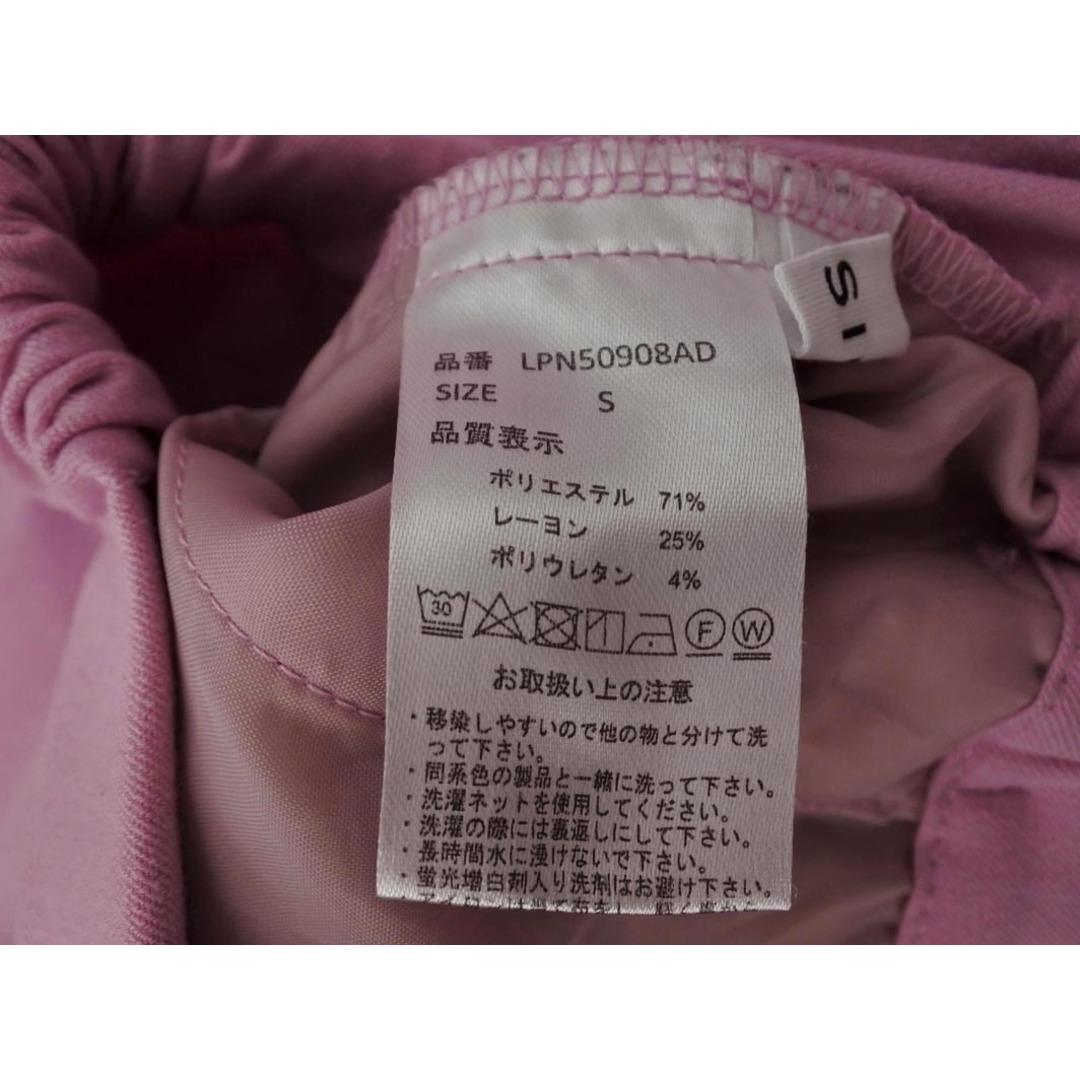 品番 LPN50908AD
SIZE S
品質表示
ポリエステル 71%
レーヨン 25%
ポリウレタン 4%
30 F W
お取扱い上の注意
・移染しやすいので他の物と分けて洗
って下さい。
・同系色の製品と一緒に洗って下さい。
・洗濯ネットを使用してください。
・洗濯の際には裏返しにして下さい。
・長時間水に浸けないで下さい。
・蛍光増白剤入り洗剤はお避け下さい。
S